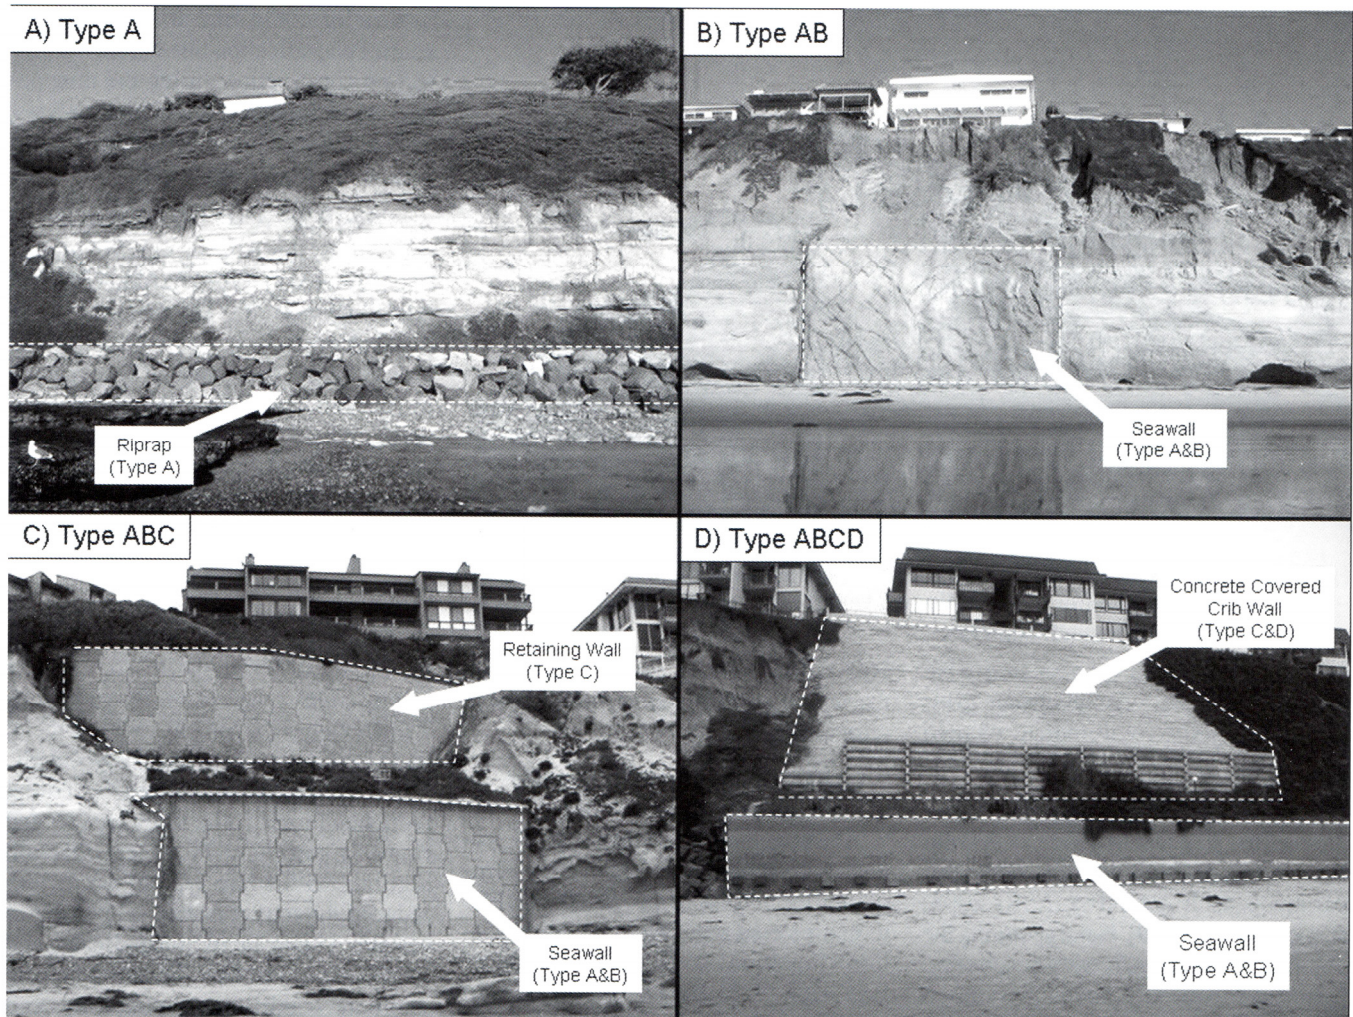 A) Type A
Riprap
(Type A)
B) Type AB
Seawall
(Type A&B)
C) Type ABC
Retaining Wall
(Type C)
Seawall
(Type A&B)
D) Type ABCD
Concrete Covered
Crib Wall
(Type C&D)
Seawall
(Type A&B)